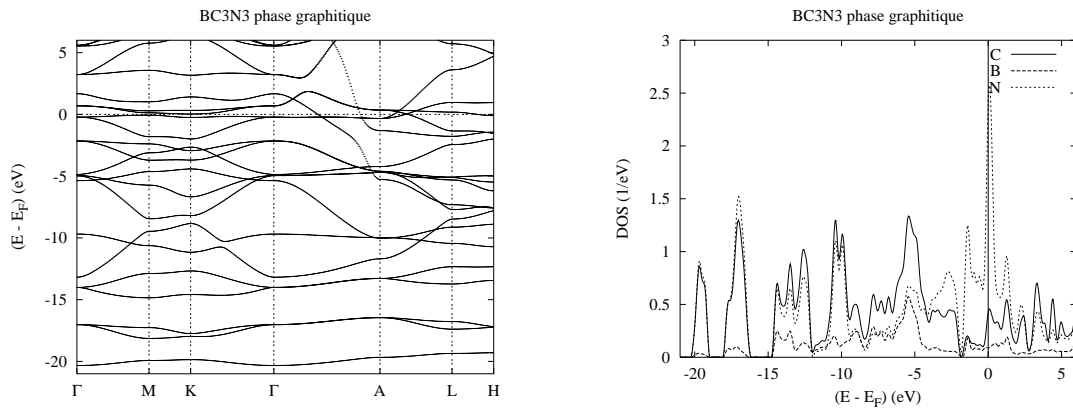 BC3N3 phase graphitique
(E - E_F) (eV)
5
0
-5
-10
-15
-20
Γ
M
K
Γ
A
L
H
BC3N3 phase graphitique
DOS (1/eV)
3
2.5
2
1.5
1
0.5
0
C
B
N
-20
-15
-10
-5
0
5
(E - E_F) (eV)